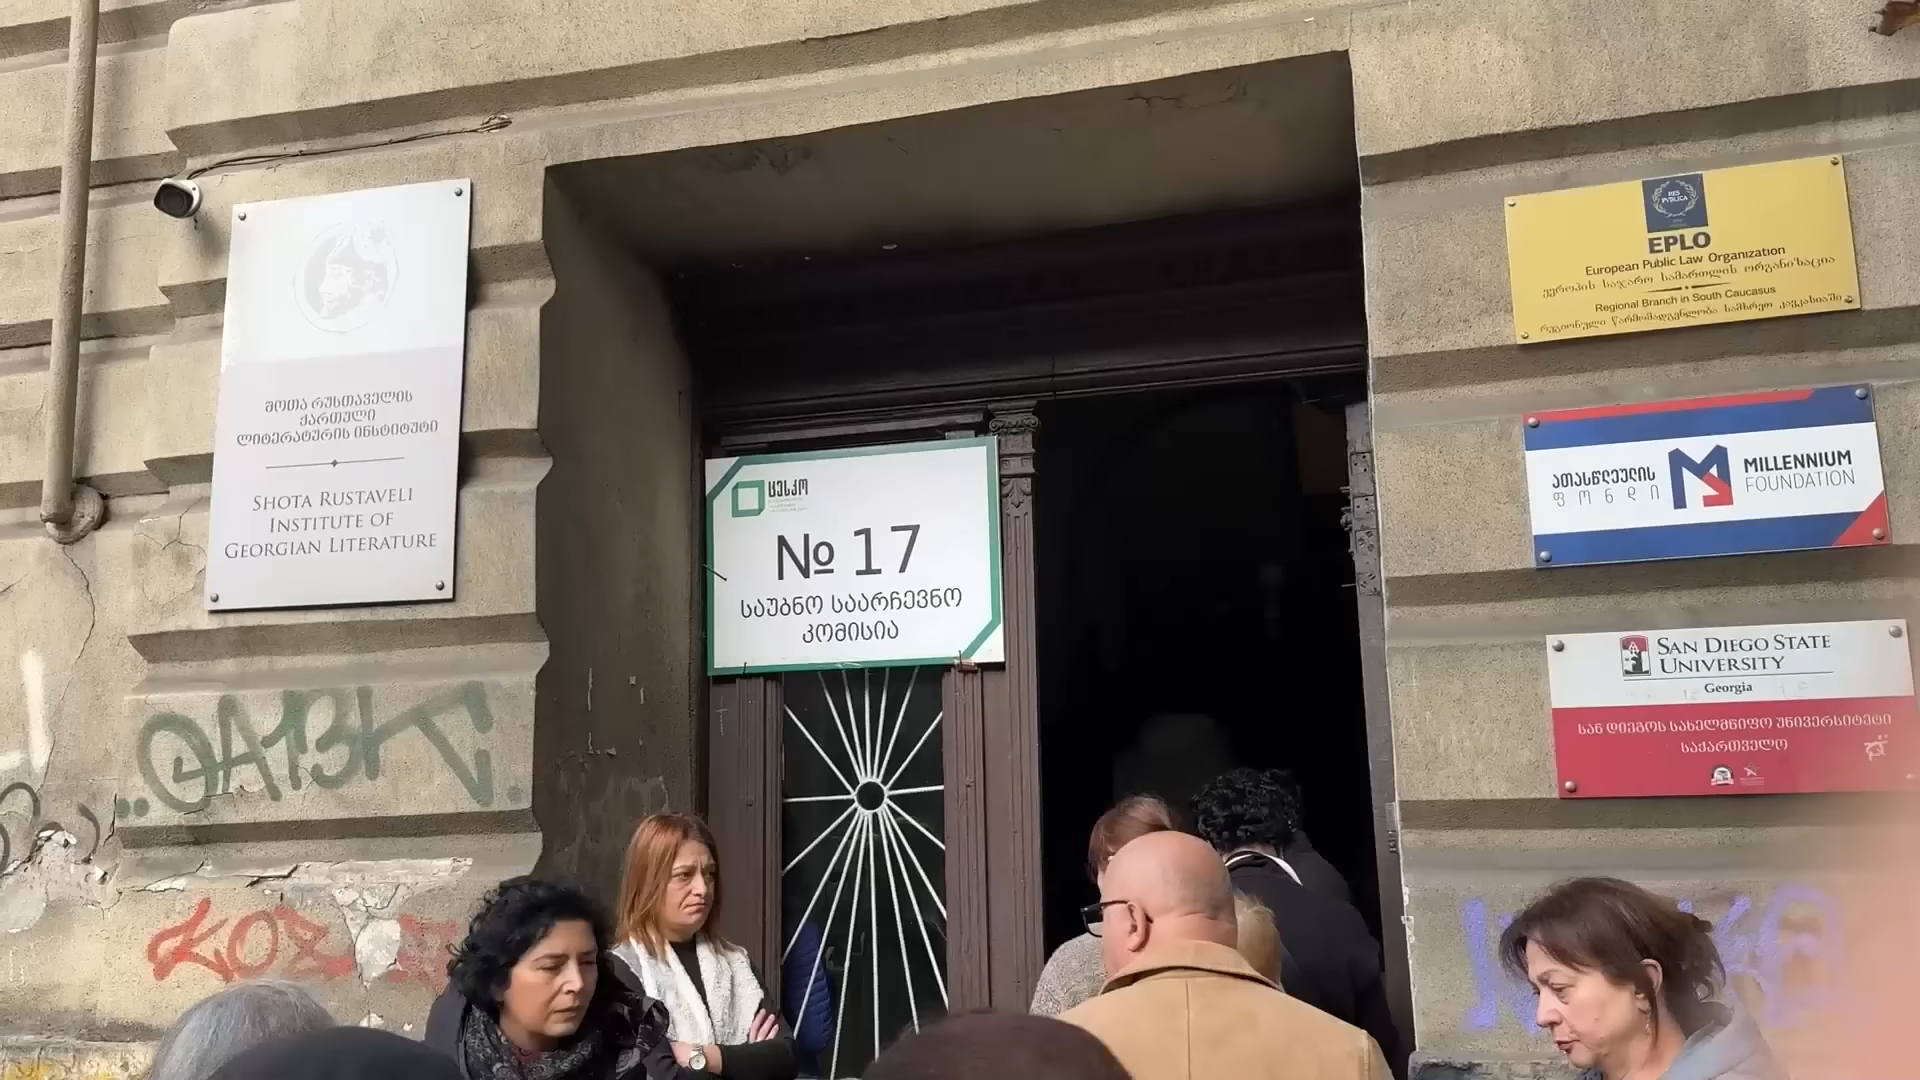 შოთა რუსთაველის
ქართული
ლიტერატურის ინსტიტუტი
SHOTA RUSTAVELI
INSTITUTE OF
GEORGIAN LITERATURE
ცესკო
№ 17
საუბნო საარჩევნო
კომისია
RES
PVBLICA
EPLO
European Public Law Organization
ევროპის საჯარო სამართლის ორგანიზაცია
Regional Branch in South Caucasus
რეგიონული წარმომადგენლობა სამხრეთ კავკასიაში
ათასწლეულის
ფონდი
MILLENNIUM
FOUNDATION
SAN DIEGO STATE
UNIVERSITY
Georgia
სან დიეგოს სახელმწიფო უნივერსიტეტი
საქართველო